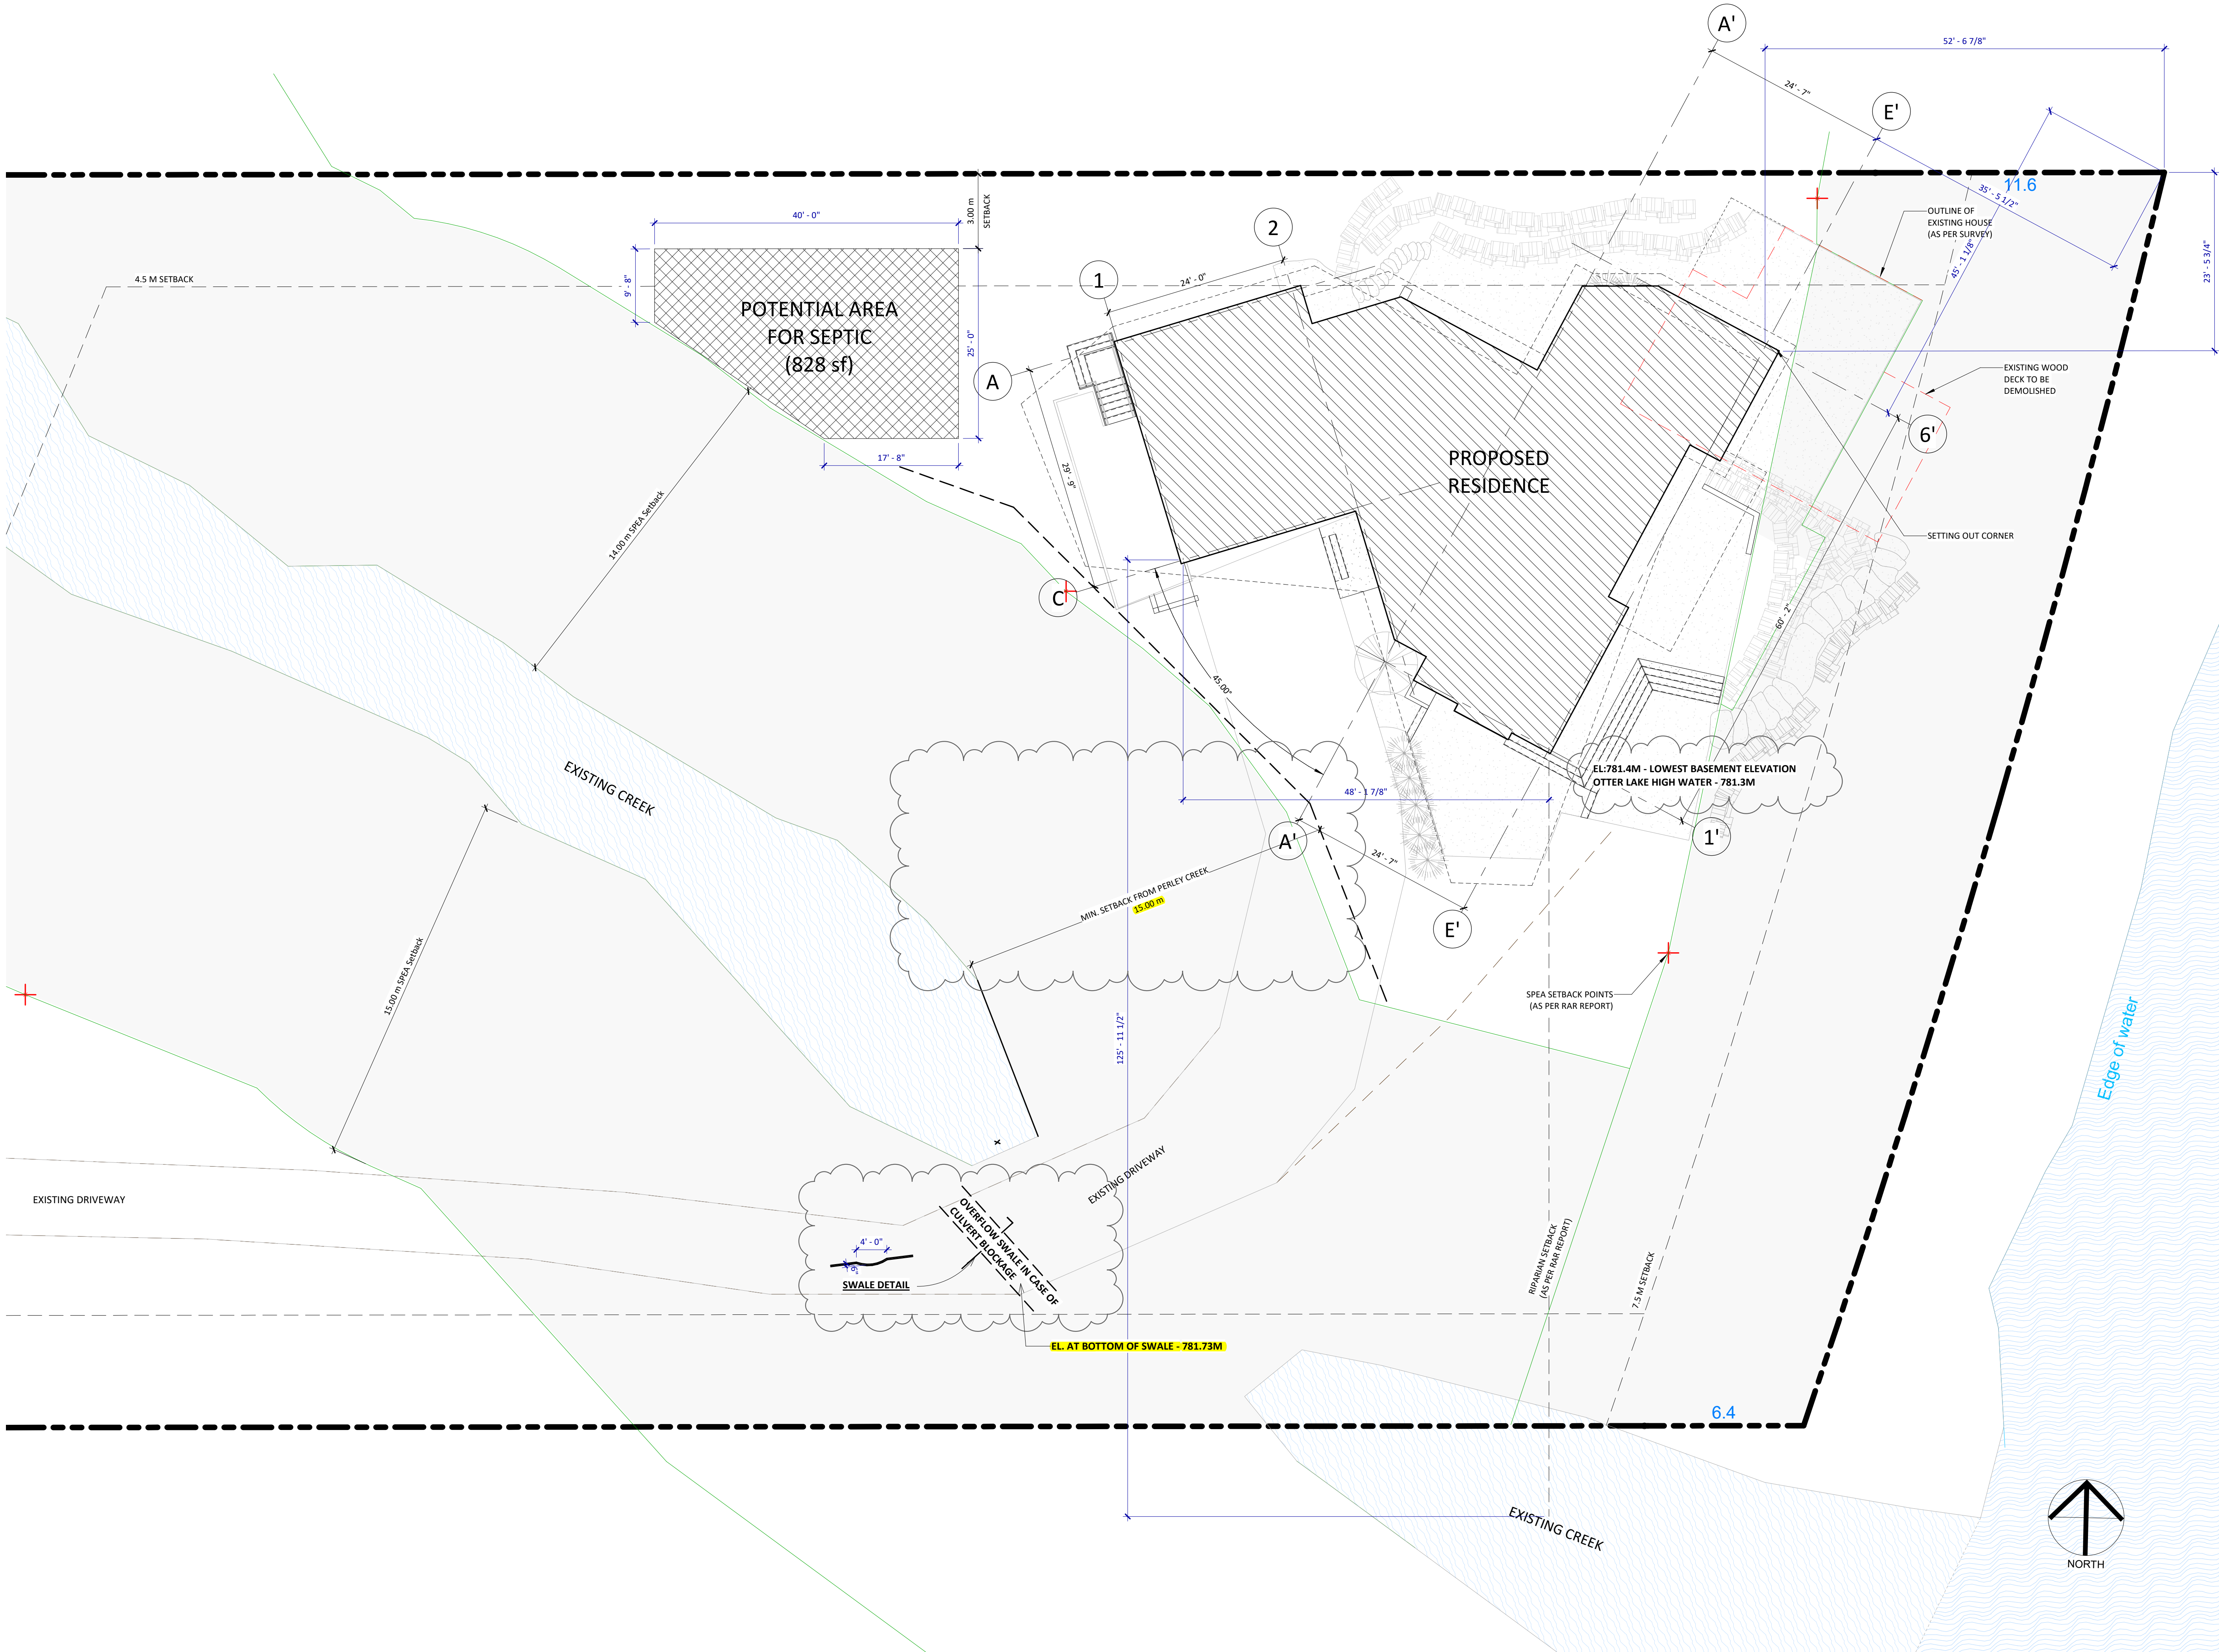 A'
52' - 6 7/8"
24' - 7"
E'
11.6
35' - 5 1/2"
OUTLINE OF
EXISTING HOUSE
(AS PER SURVEY)
45' - 1 1/8"
23' - 5 3/4"
40' - 0"
3.00 m
SETBACK
2
24' - 0"
1
4.5 M SETBACK
9' - 8"
POTENTIAL AREA
FOR SEPTIC
(828 sf)
25' - 0"
A
EXISTING WOOD
DECK TO BE
DEMOLISHED
6'
17' - 8"
29' - 9"
PROPOSED
RESIDENCE
14.00 m SPEA Setback
SETTING OUT CORNER
C
60' - 2"
45.00°
EXISTING CREEK
EL:781.4M - LOWEST BASEMENT ELEVATION
OTTER LAKE HIGH WATER - 781.3M
48' - 1 7/8"
A'
1'
24' - 7"
MIN. SETBACK FROM PERLEY CREEK
15.00 m
E'
15.00 m SPEA Setback
SPEA SETBACK POINTS
(AS PER RAR REPORT)
125' - 11 1/2"
Edge of water
EXISTING DRIVEWAY
EXISTING DRIVEWAY
OVERFLOW SWALE IN CASE OF
CULVERT BLOCKAGE
4' - 0"
SWALE DETAIL
RIPARIAN SETBACK
(AS PER RAR REPORT)
7.5 M SETBACK
EL. AT BOTTOM OF SWALE - 781.73M
6.4
EXISTING CREEK
NORTH